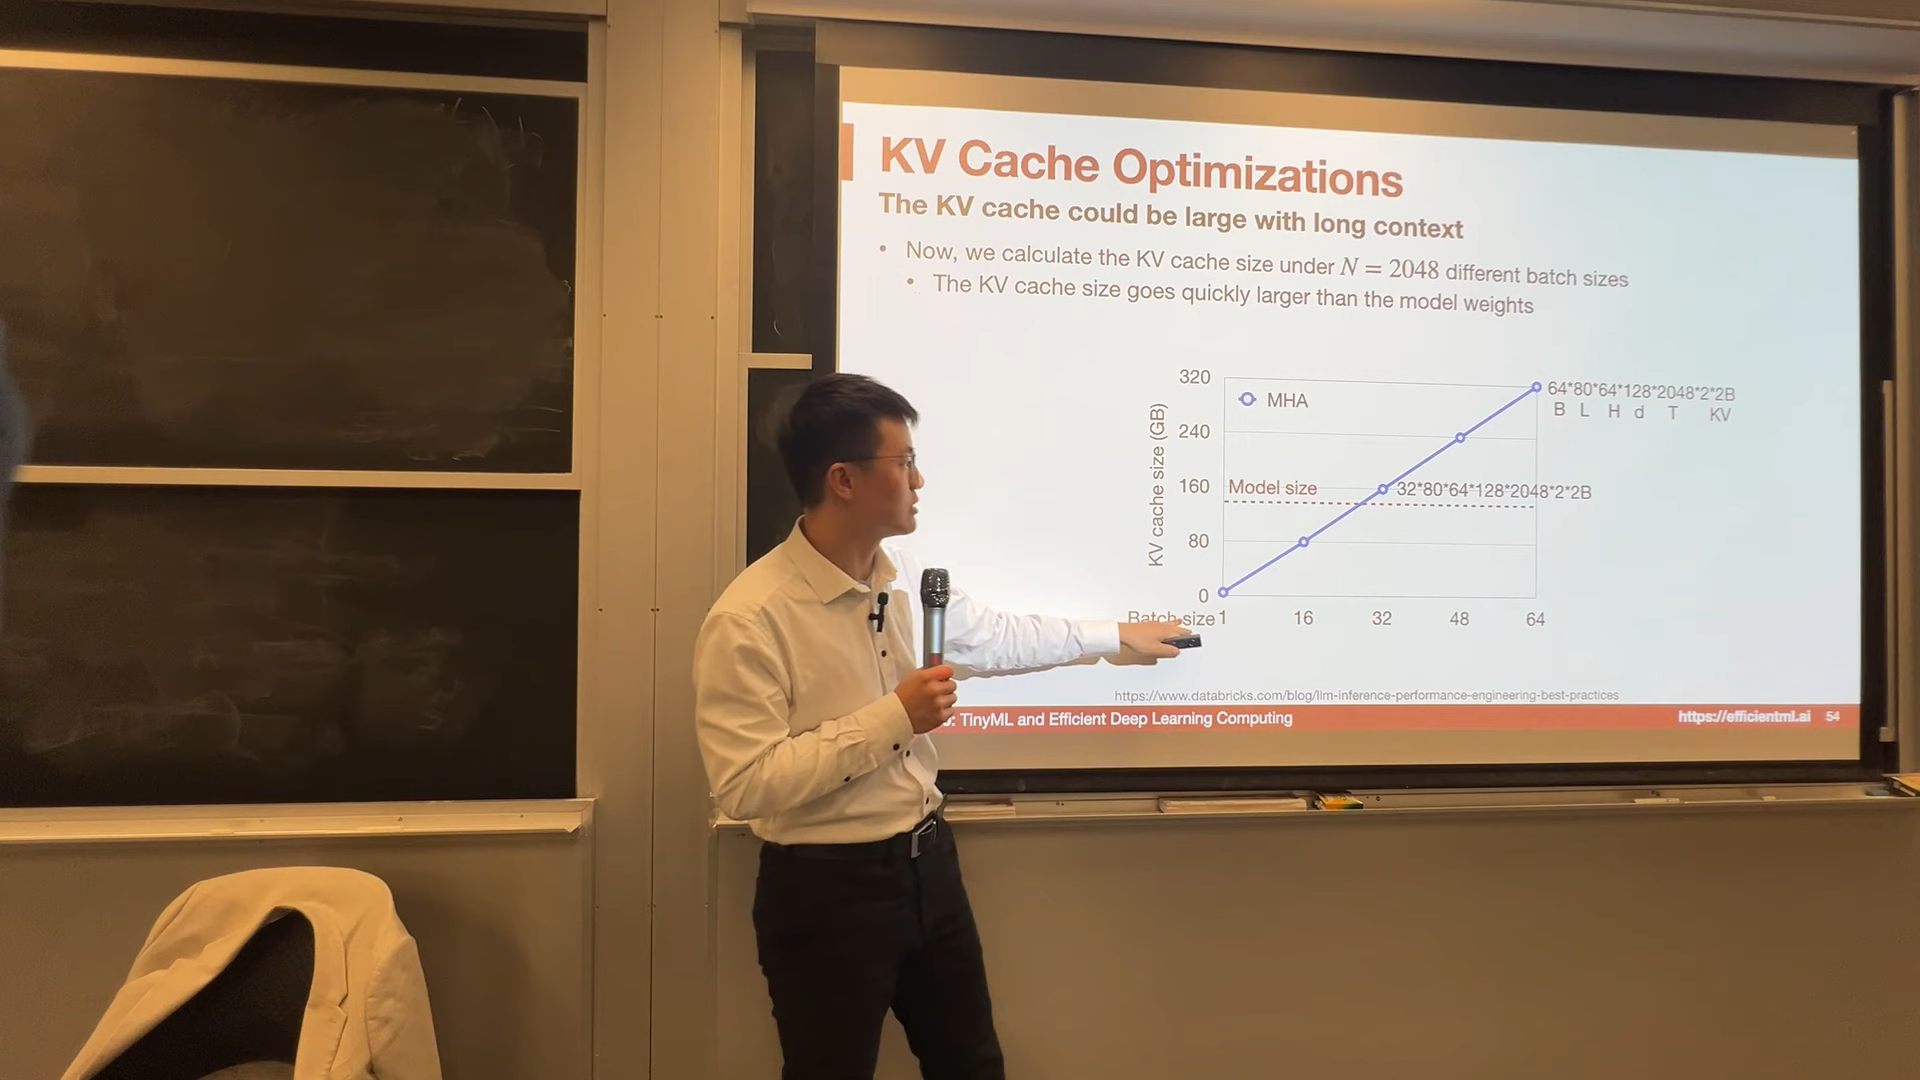 KV Cache Optimizations
The KV cache could be large with long context
• Now, we calculate the KV cache size under N = 2048 different batch sizes
• The KV cache size goes quickly larger than the model weights
320
240
160
80
0
KV cache size (GB)
MHA
Model size
64*80*64*128*2048*2*2B
B L H d T KV
32*80*64*128*2048*2*2B
Batch size 1 16 32 48 64
https://www.databricks.com/blog/llm-inference-performance-engineering-best-practices
: TinyML and Efficient Deep Learning Computing
https://efficientml.ai 54